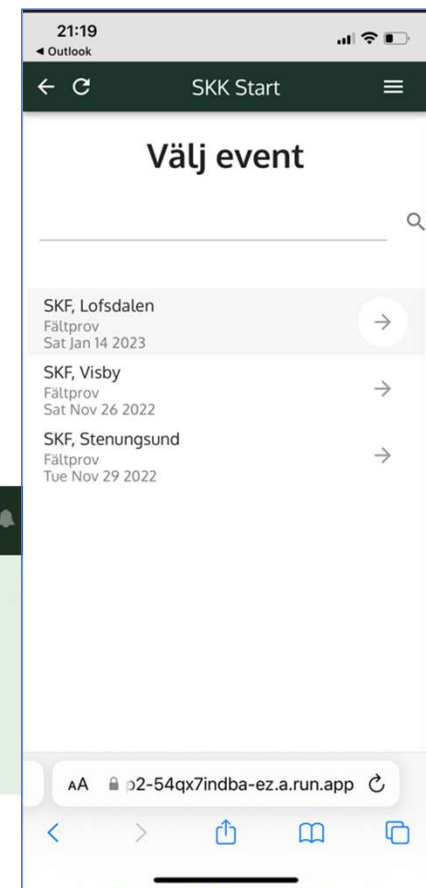 21:19
◄ Outlook
SKK Start
Välj event
SKF, Lofsdalen
Fältprov
Sat Jan 14 2023
SKF, Visby
Fältprov
Sat Nov 26 2022
SKF, Stenungsund
Fältprov
Tue Nov 29 2022
AA p2-54qx7indba-ez.a.run.app